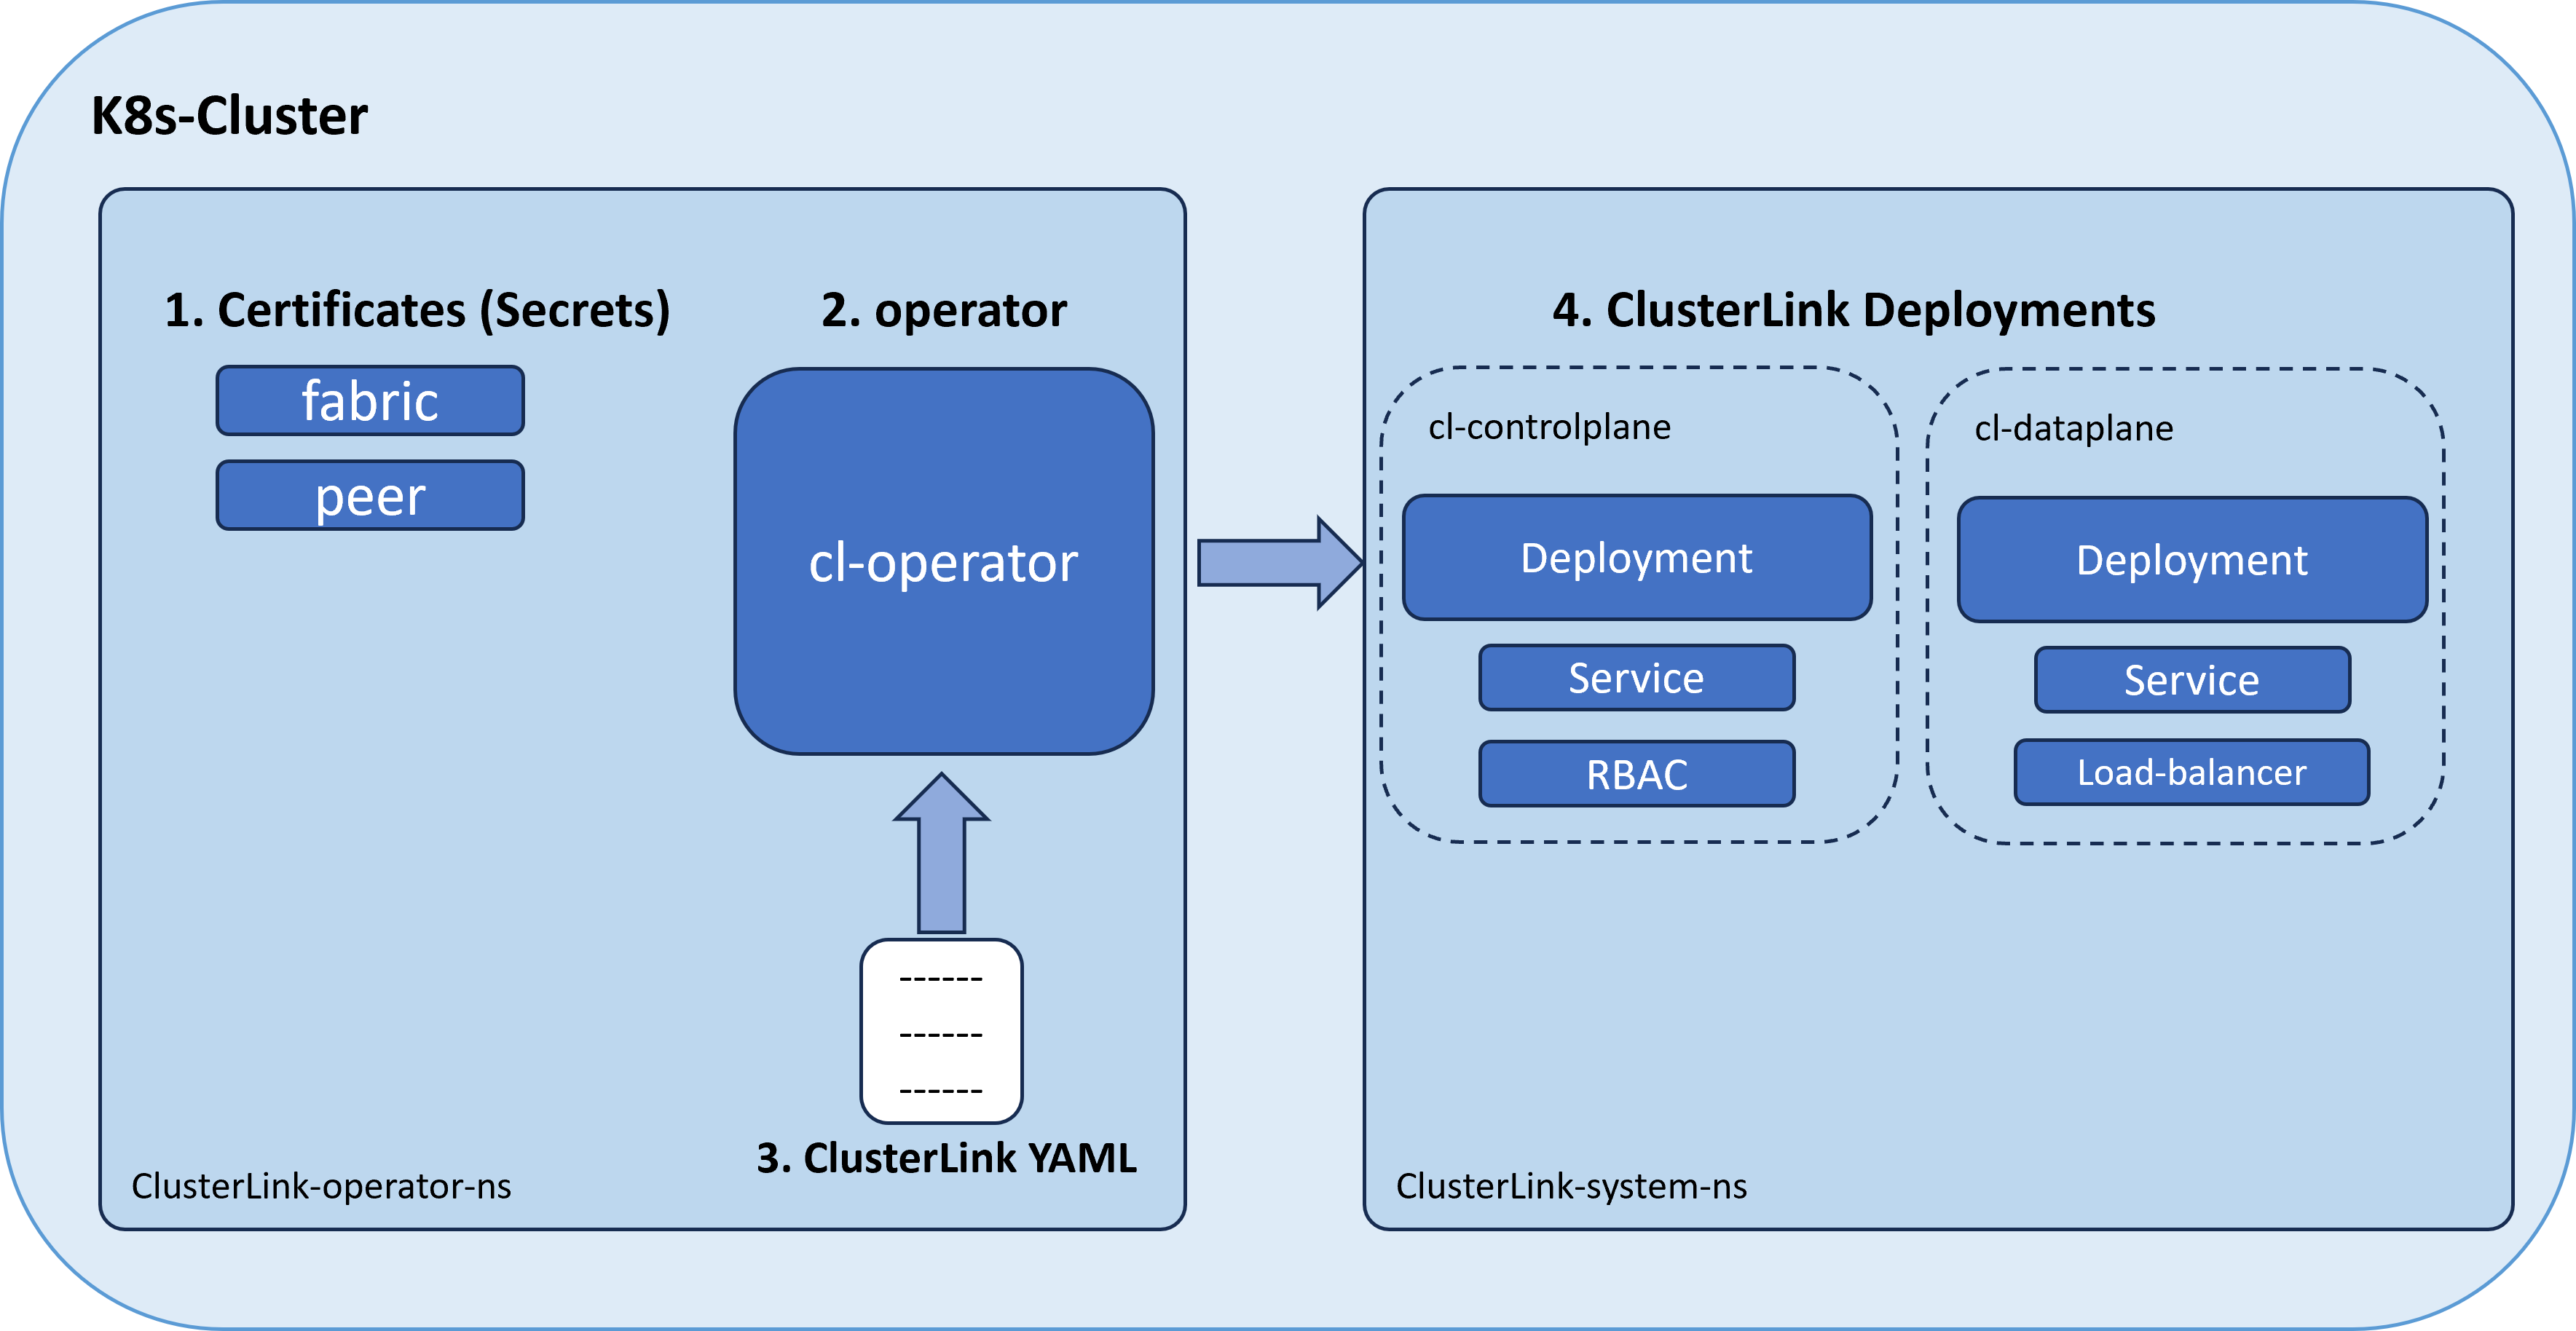 K8s-Cluster
1. Certificates (Secrets)
fabric
peer
2. operator
cl-operator
------
------
------
3. ClusterLink YAML
ClusterLink-operator-ns
4. ClusterLink Deployments
cl-controlplane
Deployment
Service
RBAC
cl-dataplane
Deployment
Service
Load-balancer
ClusterLink-system-ns